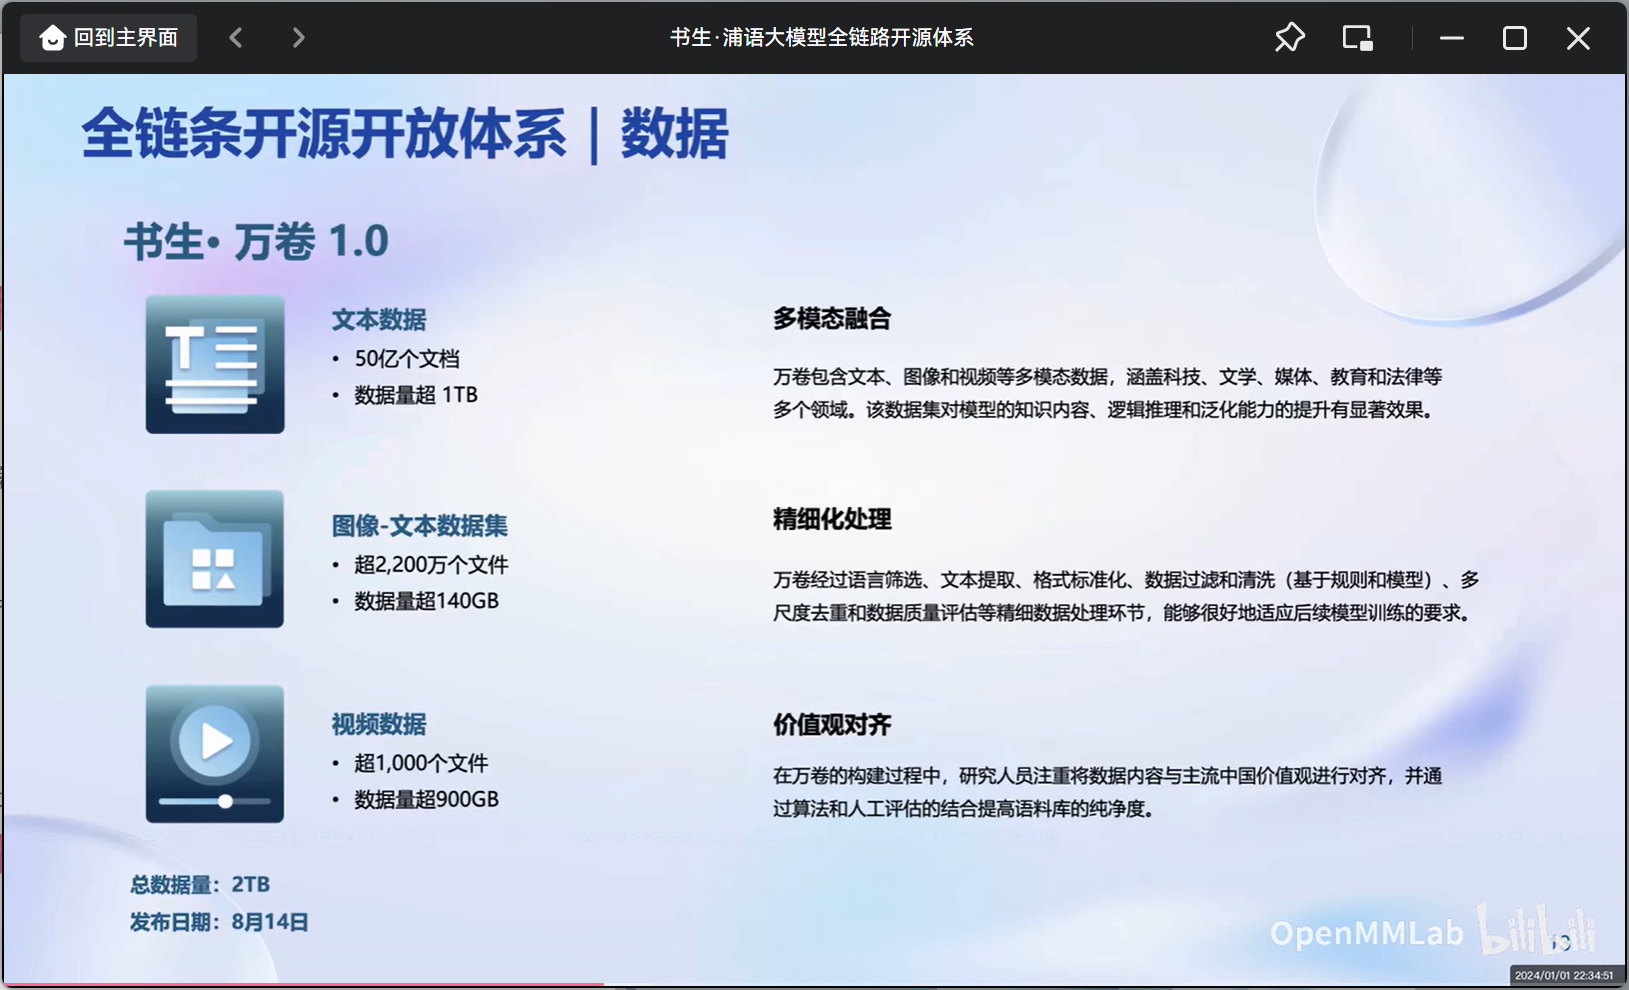 回到主界面
书生·浦语大模型全链路开源体系
全链条开源开放体系 | 数据
书生· 万卷 1.0
文本数据
• 50亿个文档
• 数据量超 1TB
多模态融合
万卷包含文本、图像和视频等多模态数据，涵盖科技、文学、媒体、教育和法律等
多个领域。该数据集对模型的知识内容、逻辑推理和泛化能力的提升有显著效果。
图像-文本数据集
• 超2,200万个文件
• 数据量超140GB
精细化处理
万卷经过语言筛选、文本提取、格式标准化、数据过滤和清洗（基于规则和模型）、多
尺度去重和数据质量评估等精细数据处理环节，能够很好地适应后续模型训练的要求。
视频数据
• 超1,000个文件
• 数据量超900GB
价值观对齐
在万卷的构建过程中，研究人员注重将数据内容与主流中国价值观进行对齐，并通
过算法和人工评估的结合提高语料库的纯净度。
总数据量：2TB
发布日期：8月14日
OpenMMLab bilibili
2024/01/01 22:34:51